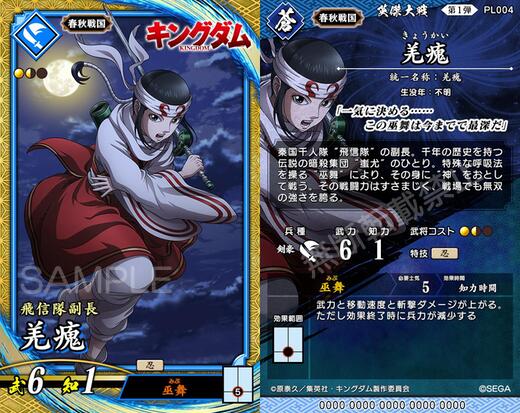 春秋戦国
キングダム
KINGDOM
SAMPLE
飛信隊副長
羌瘣
忍
武6 知1
みぶ
巫舞
5
蒼
春秋戦国
英傑大戦
第1弾
PL004
きょうかい
羌瘣
統一名称:羌瘣
生没年:不明
「一気に決める……
この巫舞は今までで最深だ」
秦国千人隊“飛信隊”の副長。千年の歴史を持つ
伝説の暗殺集団“蚩尤”のひとり。特殊な呼吸
法「巫舞」により、その身に“神”をおとし
て戦う。その戦闘力はすさまじく、戦場でも無双
の強さを誇る。
兵種 武力 知力 武将コスト
剣豪 6 1 特技 忍
みぶ 必要士気 効果時間
巫舞 5 知力時間
効果範囲
武力と移動速度と斬撃ダメージが上がる。
ただし効果終了時に兵力が減少する
無断転載禁止
©原泰久/集英社・キングダム製作委員会
©SEGA
0000 0000 0000 0000 0000